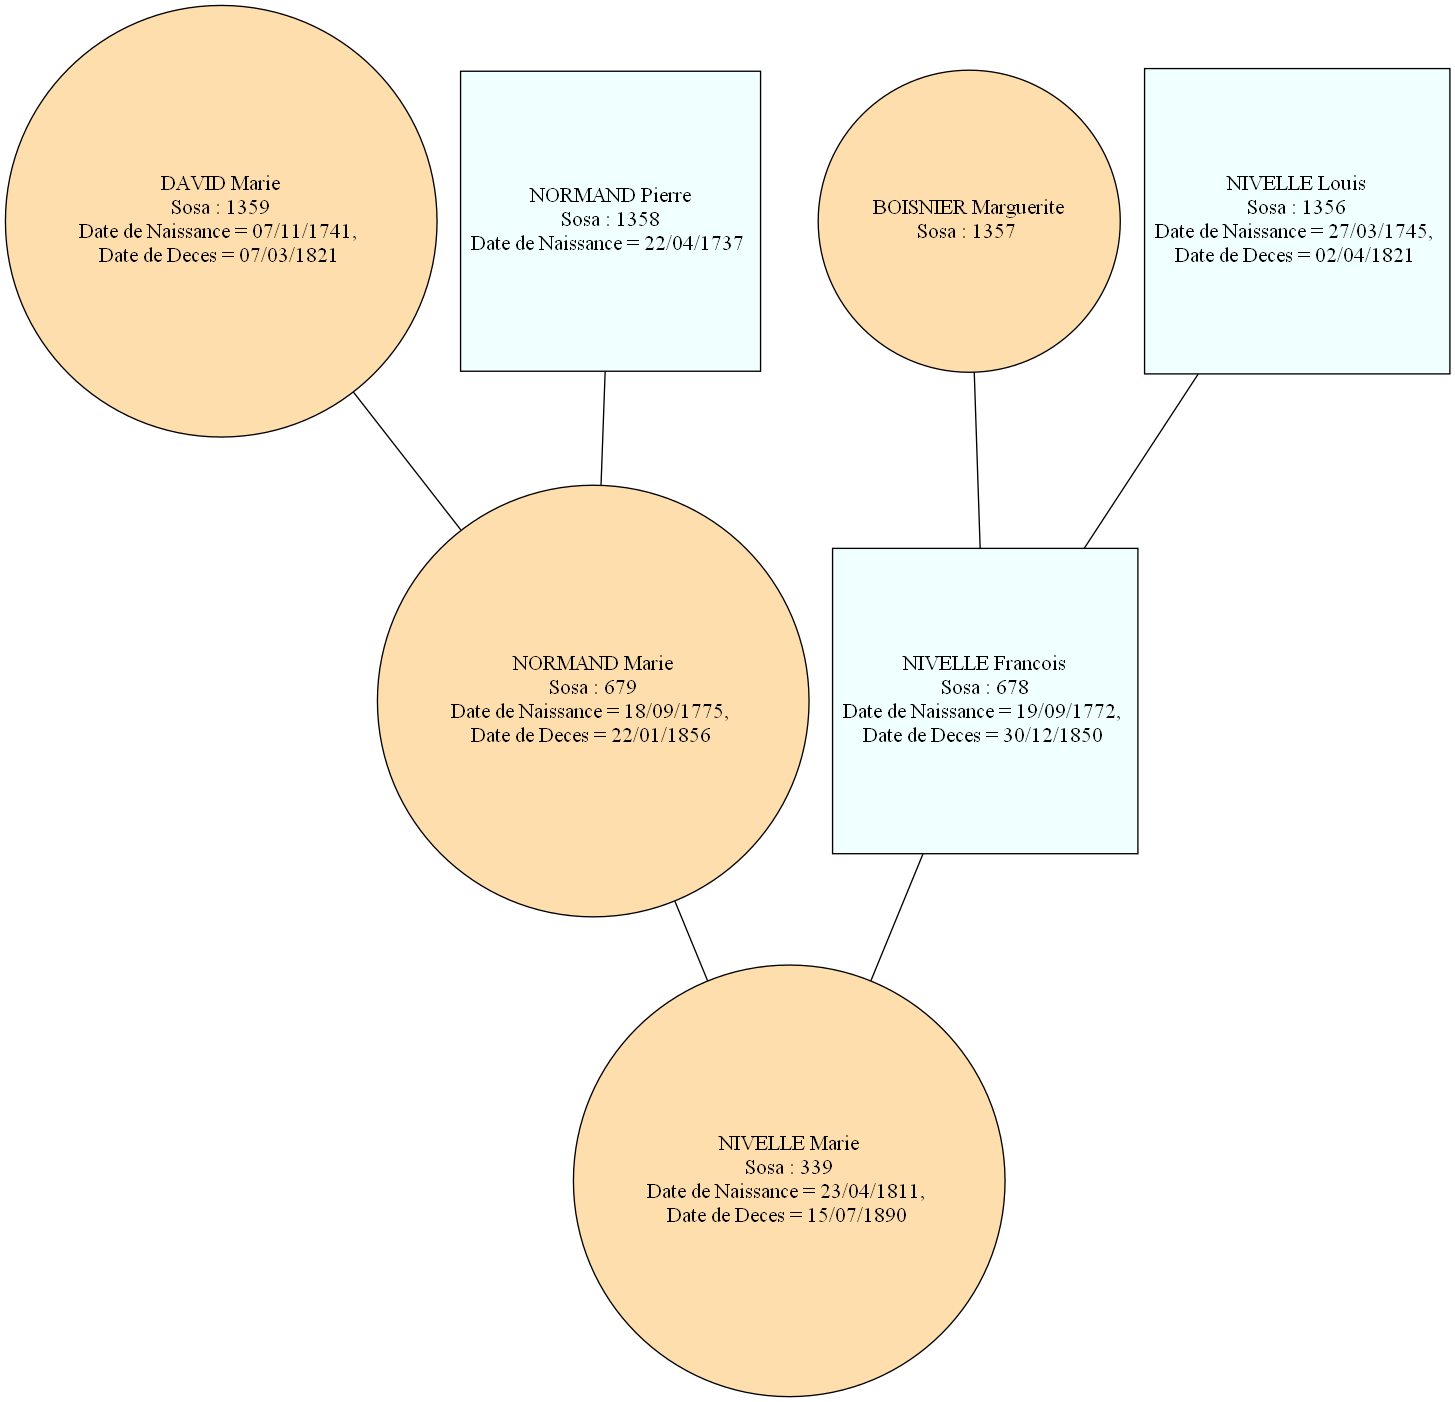 DAVID Marie
Sosa : 1359
Date de Naissance = 07/11/1741,
Date de Deces = 07/03/1821
NORMAND Pierre
Sosa : 1358
Date de Naissance = 22/04/1737
BOISNIER Marguerite
Sosa : 1357
NIVELLE Louis
Sosa : 1356
Date de Naissance = 27/03/1745,
Date de Deces = 02/04/1821
NORMAND Marie
Sosa : 679
Date de Naissance = 18/09/1775,
Date de Deces = 22/01/1856
NIVELLE Francois
Sosa : 678
Date de Naissance = 19/09/1772,
Date de Deces = 30/12/1850
NIVELLE Marie
Sosa : 339
Date de Naissance = 23/04/1811,
Date de Deces = 15/07/1890